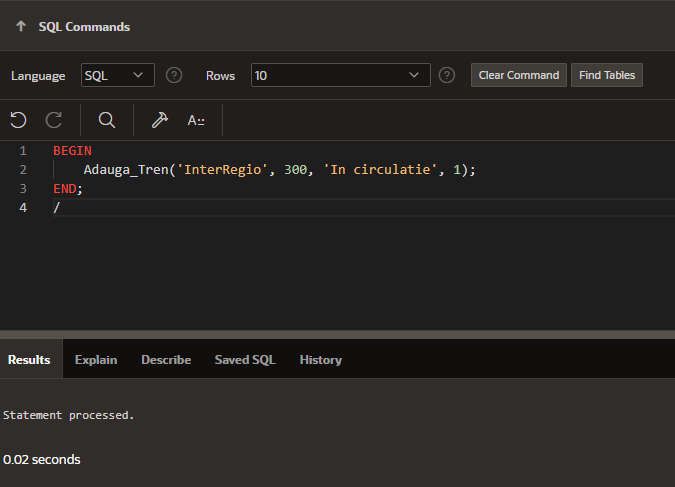 SQL Commands
Language SQL Rows 10 Clear Command Find Tables
A::
1 BEGIN
2 Adauga_Tren('InterRegio', 300, 'In circulatie', 1);
3 END;
4 /
Results Explain Describe Saved SQL History
Statement processed.
0.02 seconds